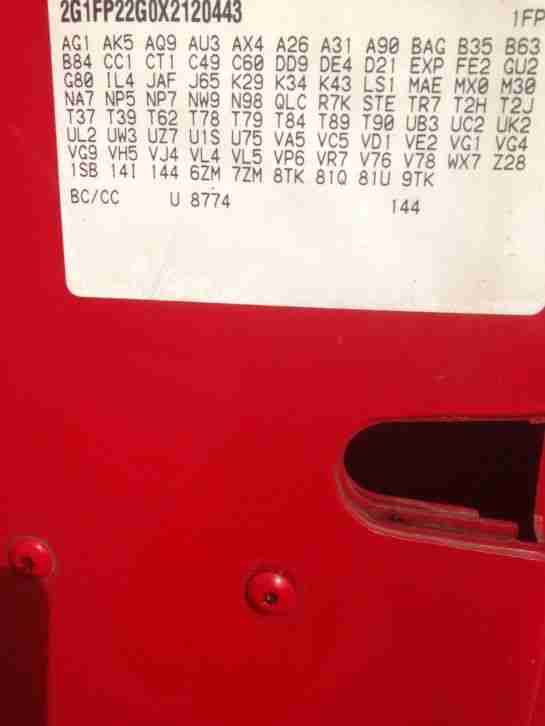 2G1FP22G0X2120443 1FP
AG1 AK5 AQ9 AU3 AX4 A26 A31 A90 BAG B35 B63
B84 CC1 CT1 C49 C60 DD9 DE4 D21 EXP FE2 GU2
G80 IL4 JAF J65 K29 K34 K43 LS1 MAE MX0 M30
NA7 NP5 NP7 NW9 N98 QLC R7K STE TR7 T2H T2J
T37 T39 T62 T78 T79 T84 T89 T90 UB3 UC2 UK2
UL2 UW3 UZ7 U1S U75 VA5 VC5 VD1 VE2 VG1 VG4
VG9 VH5 VJ4 VL4 VL5 VP6 VR7 V76 V78 WX7 Z28
1SB 14I 144 6ZM 7ZM 8TK 81Q 81U 9TK
BC/CC U 8774 144